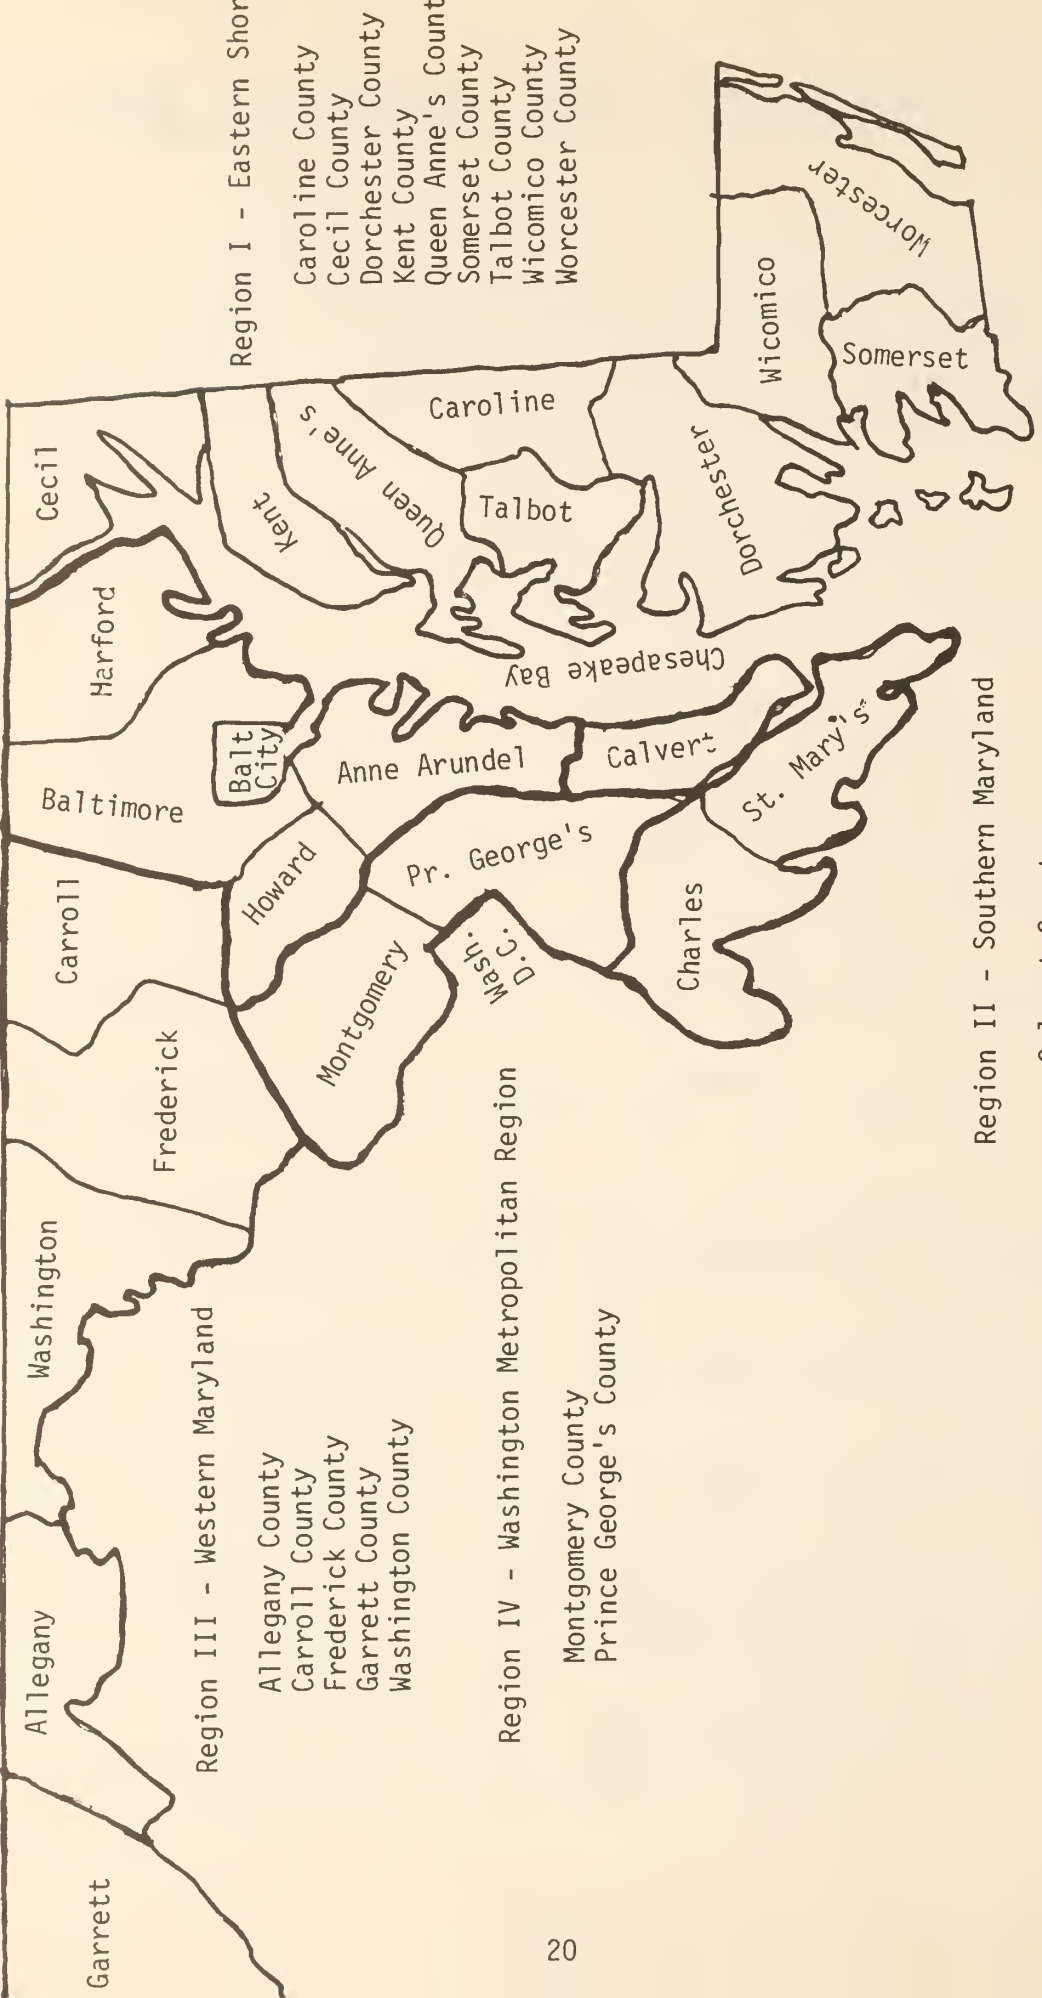 Region I - Eastern Shor
Caroline County
Cecil County
Dorchester County
Kent County
Queen Anne's Count
Somerset County
Talbot County
Wicomico County
Worcester County
Cecil
Kent
Queen Anne's
Caroline
Talbot
Dorchester
Wicomico
Worcester
Somerset
Harford
Chesapeake Bay
Baltimore
Balt
City
Anne Arundel
Calvert
St. Mary's
Carroll
Howard
Pr. George's
Charles
Montgomery
Wash.
D.C.
Frederick
Washington
Allegany
Garrett
Region III - Western Maryland
Allegany County
Carroll County
Frederick County
Garrett County
Washington County
Region IV - Washington Metropolitan Region
Montgomery County
Prince George's County
Region II - Southern Maryland
20